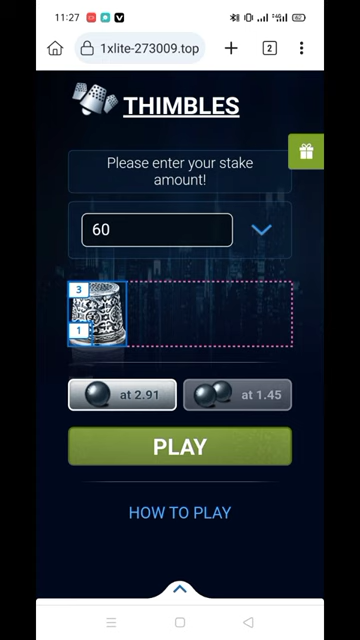 11:27
1xlite-273009.top
2
THIMBLES
Please enter your stake
amount!
60
3
1
at 2.91
at 1.45
PLAY
HOW TO PLAY